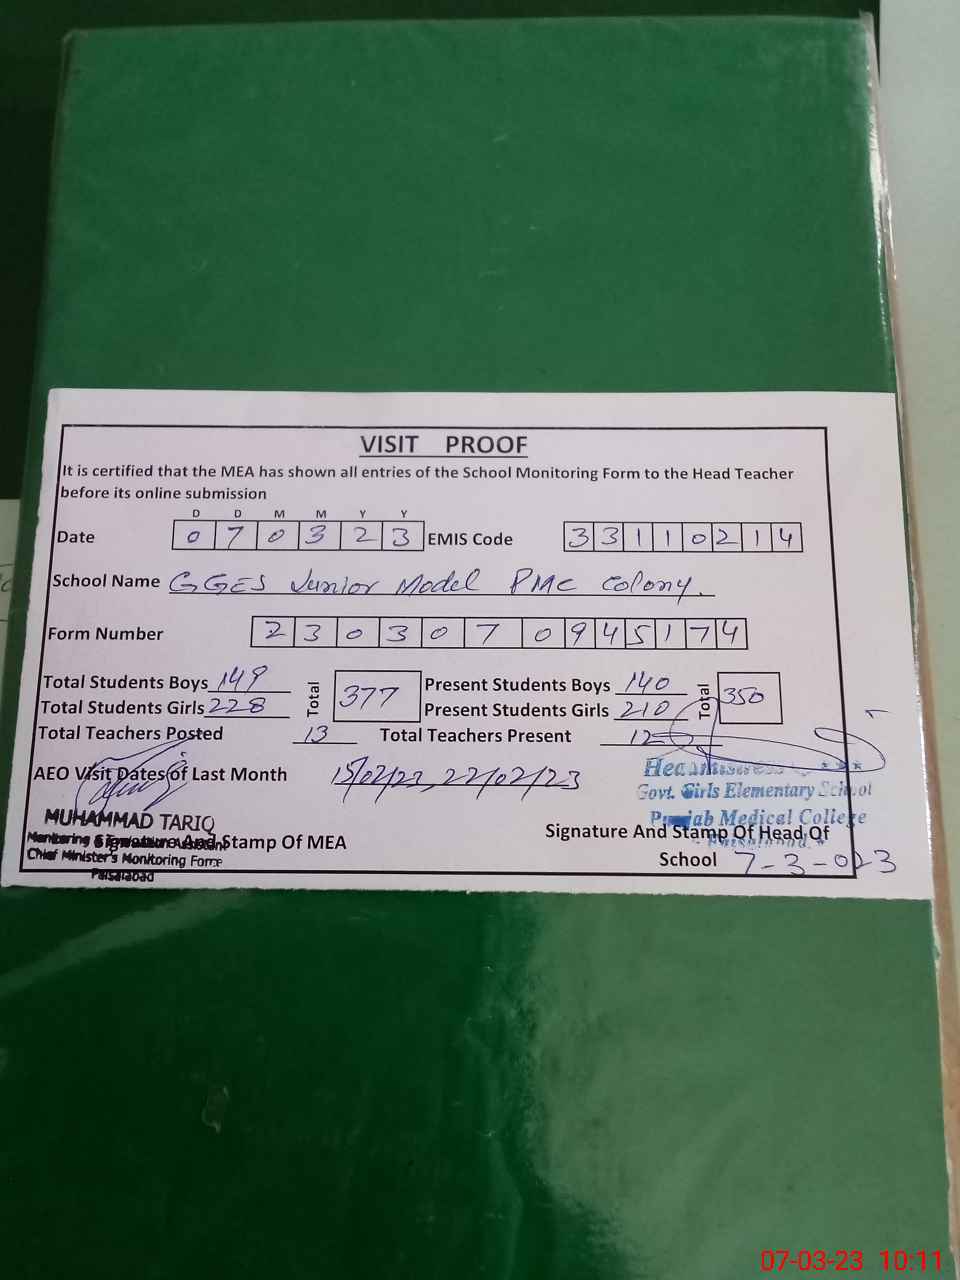 VISIT PROOF
It is certified that the MEA has shown all entries of the School Monitoring Form to the Head Teacher
before its online submission
D D M M Y Y
Date 0 7 0 3 2 3 EMIS Code 3 3 1 1 0 2 1 4
School Name GGES Junior Model PMC Colony.
Form Number 2 3 0 3 0 7 0 9 4 5 1 7 4
Total Students Boys 149 Total 377 Present Students Boys 140 Total 350
Total Students Girls 228 Present Students Girls 210
Total Teachers Posted 13 Total Teachers Present 12
AEO Visit Dates of Last Month 15/02/23, 22/02/23
Headmistress
Govt. Girls Elementary School
Punjab Medical College
Faisalabad.
MUHAMMAD TARIQ
Signature And Stamp Of MEA
Monitoring & Evaluation Assistant
Chief Minister's Monitoring Force
Faisalabad
Signature And Stamp Of Head Of
School 7-3-023
07-03-23 10:11